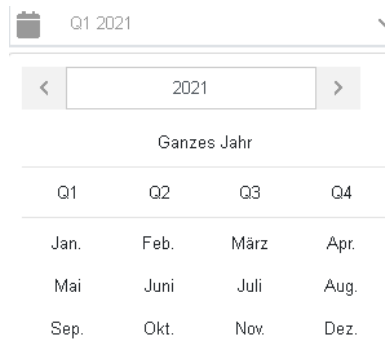 Q1 2021
2021
Ganzes Jahr
Q1 Q2 Q3 Q4
Jan. Feb. März Apr.
Mai Juni Juli Aug.
Sep. Okt. Nov. Dez.